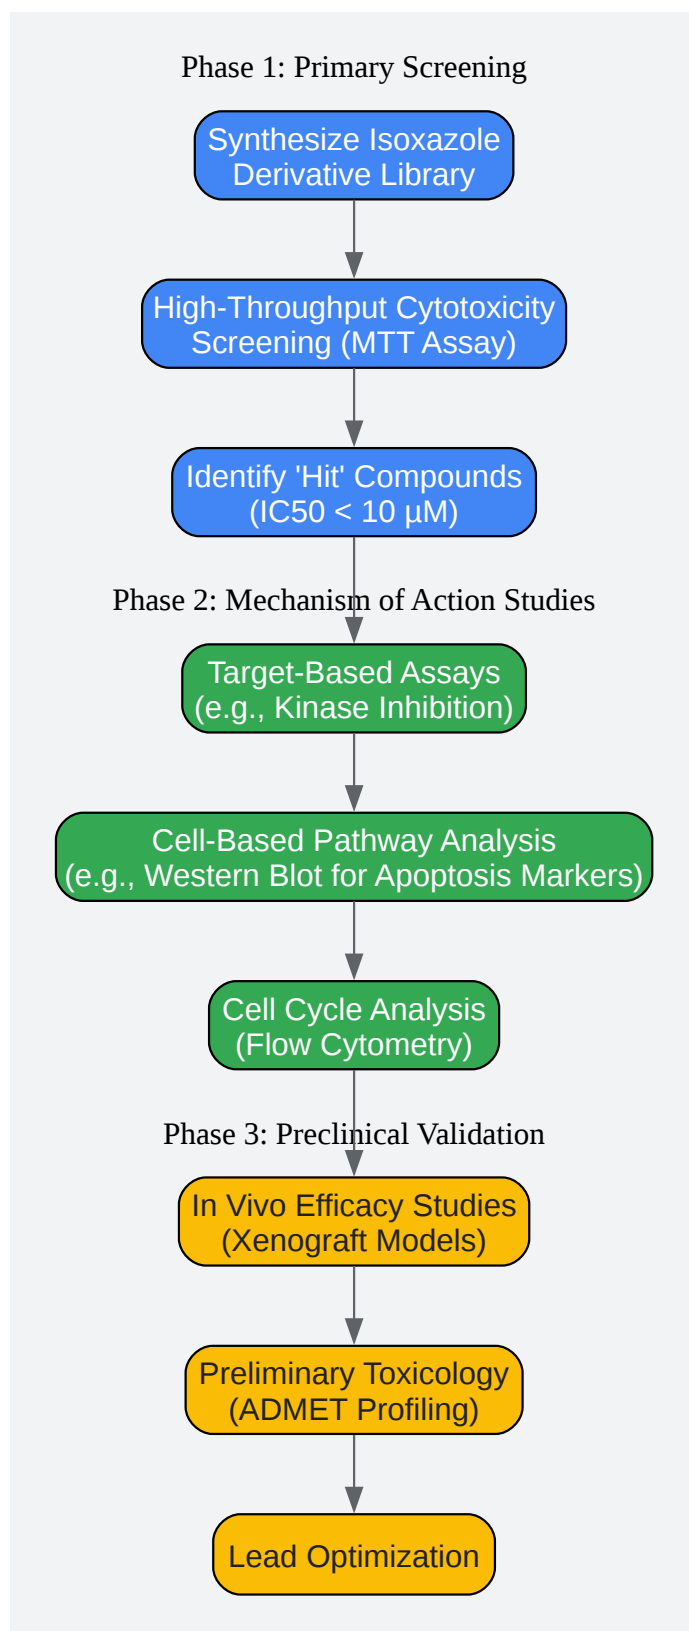 Phase 1: Primary Screening
Synthesize Isoxazole
Derivative Library
High-Throughput Cytotoxicity
Screening (MTT Assay)
Identify 'Hit' Compounds
(IC50 < 10 µM)
Phase 2: Mechanism of Action Studies
Target-Based Assays
(e.g., Kinase Inhibition)
Cell-Based Pathway Analysis
(e.g., Western Blot for Apoptosis Markers)
Cell Cycle Analysis
(Flow Cytometry)
Phase 3: Preclinical Validation
In Vivo Efficacy Studies
(Xenograft Models)
Preliminary Toxicology
(ADMET Profiling)
Lead Optimization